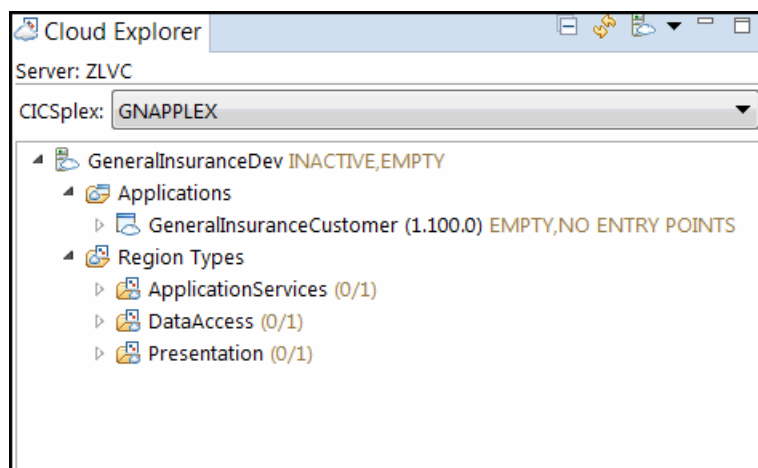 Cloud Explorer
Server: ZLVC
CICSplex: GNAPPLEX
GeneralInsuranceDev INACTIVE,EMPTY
Applications
GeneralInsuranceCustomer (1.100.0) EMPTY,NO ENTRY POINTS
Region Types
ApplicationServices (0/1)
DataAccess (0/1)
Presentation (0/1)